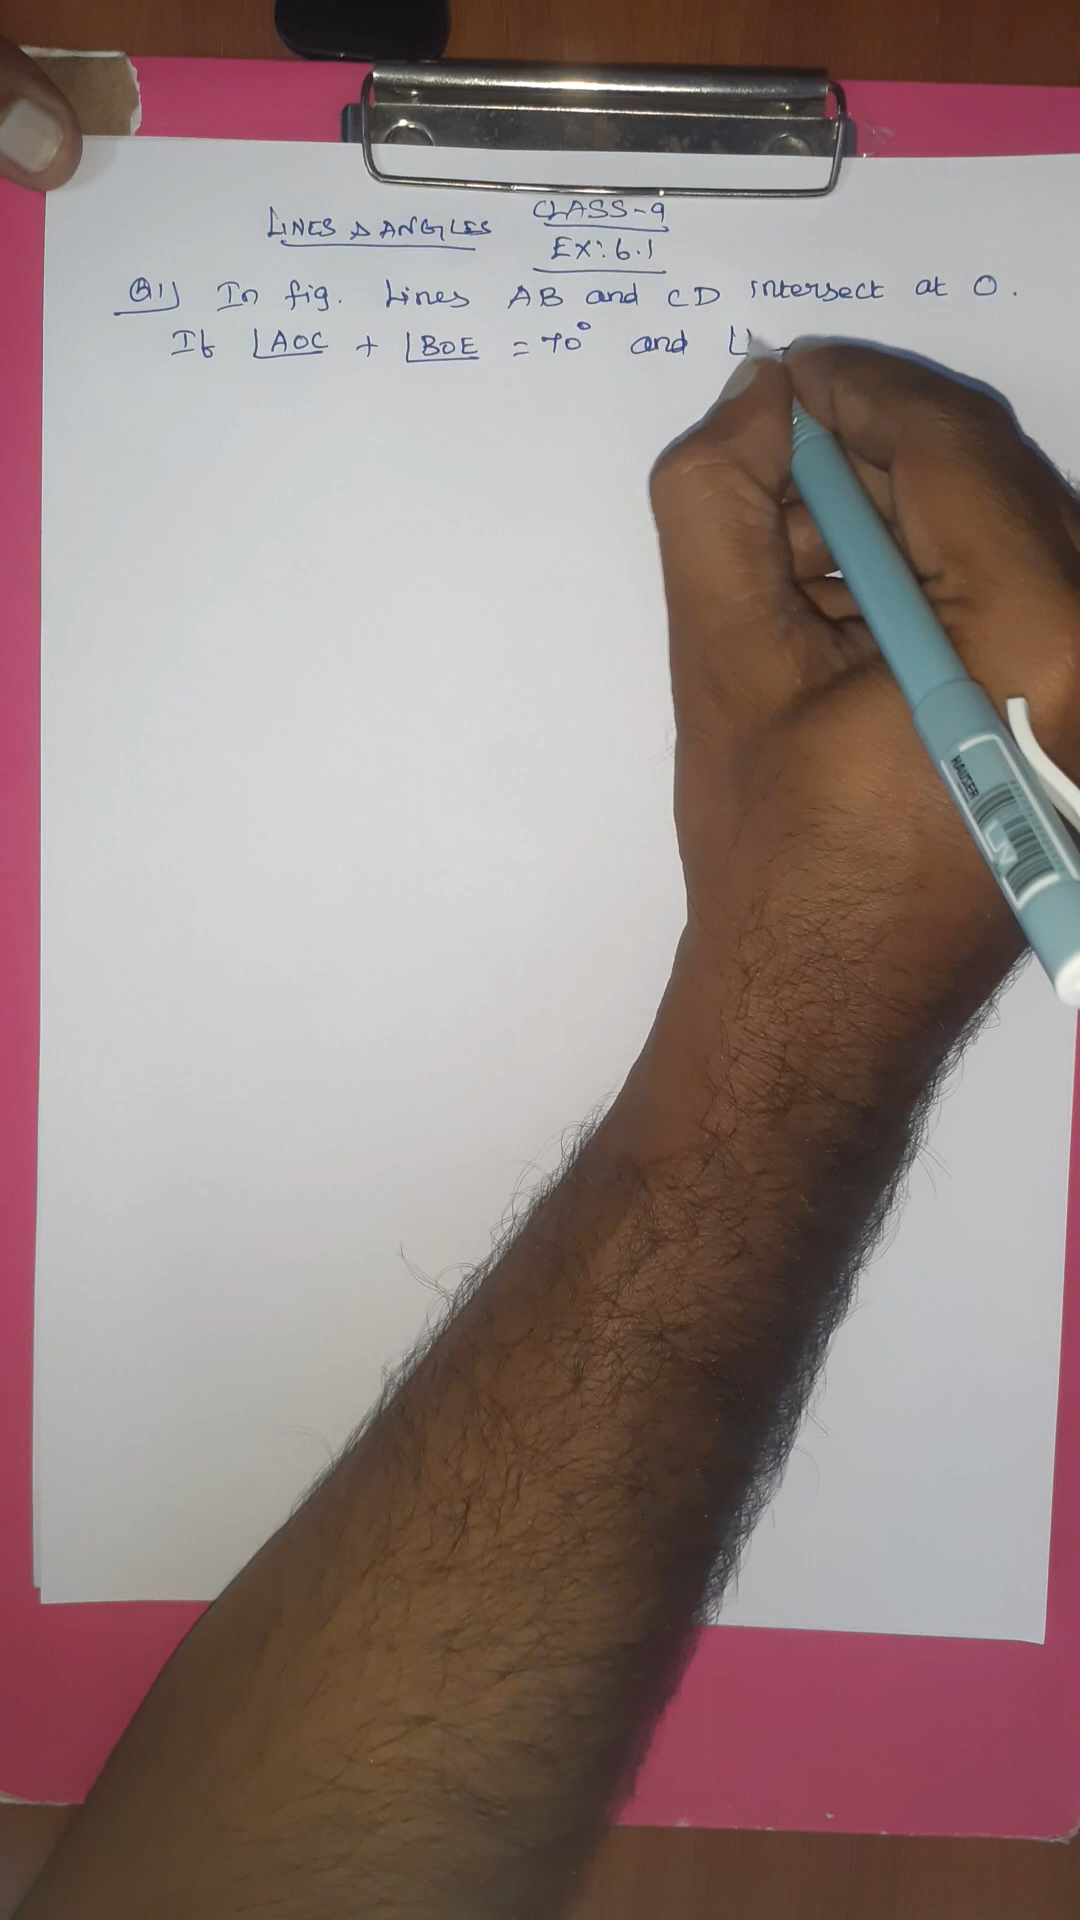 LINES & ANGLES CLASS-9
EX: 6.1
Q1) In fig. Lines AB and CD intersect at O.
If ∠AOC + ∠BOE = 70° and ∠
HAUSER